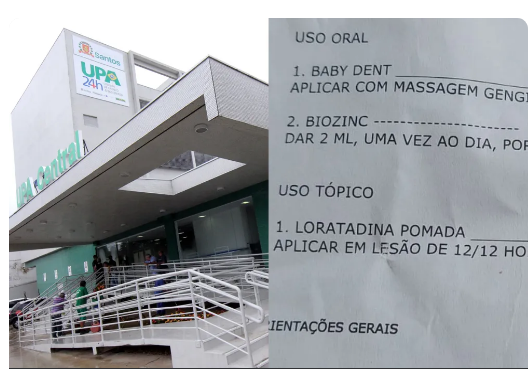 santos
UPA
24h
UPA Central
USO ORAL
1. BABY DENT
APLICAR COM MASSAGEM GENGI
2. BIOZINC --------------------
DAR 2 ML, UMA VEZ AO DIA, POR
USO TÓPICO
1. LORATADINA POMADA
APLICAR EM LESÃO DE 12/12 HO
RIENTAÇÕES GERAIS